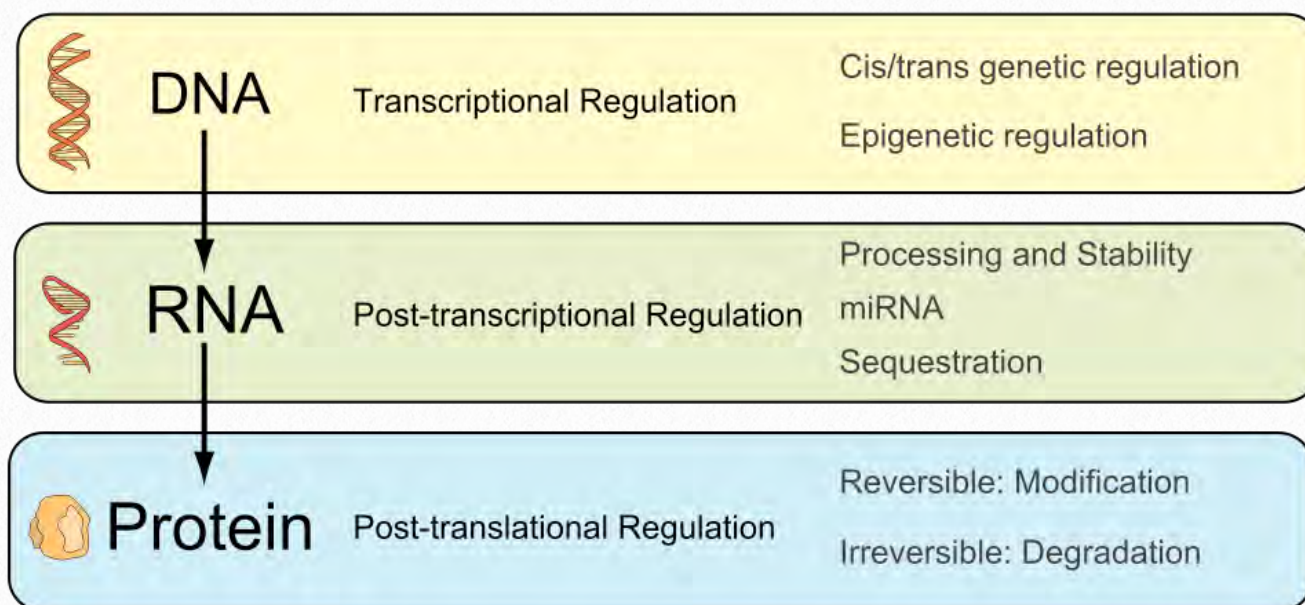 DNA
Transcriptional Regulation
Cis/trans genetic regulation
Epigenetic regulation
RNA
Post-transcriptional Regulation
Processing and Stability
miRNA
Sequestration
Protein
Post-translational Regulation
Reversible: Modification
Irreversible: Degradation